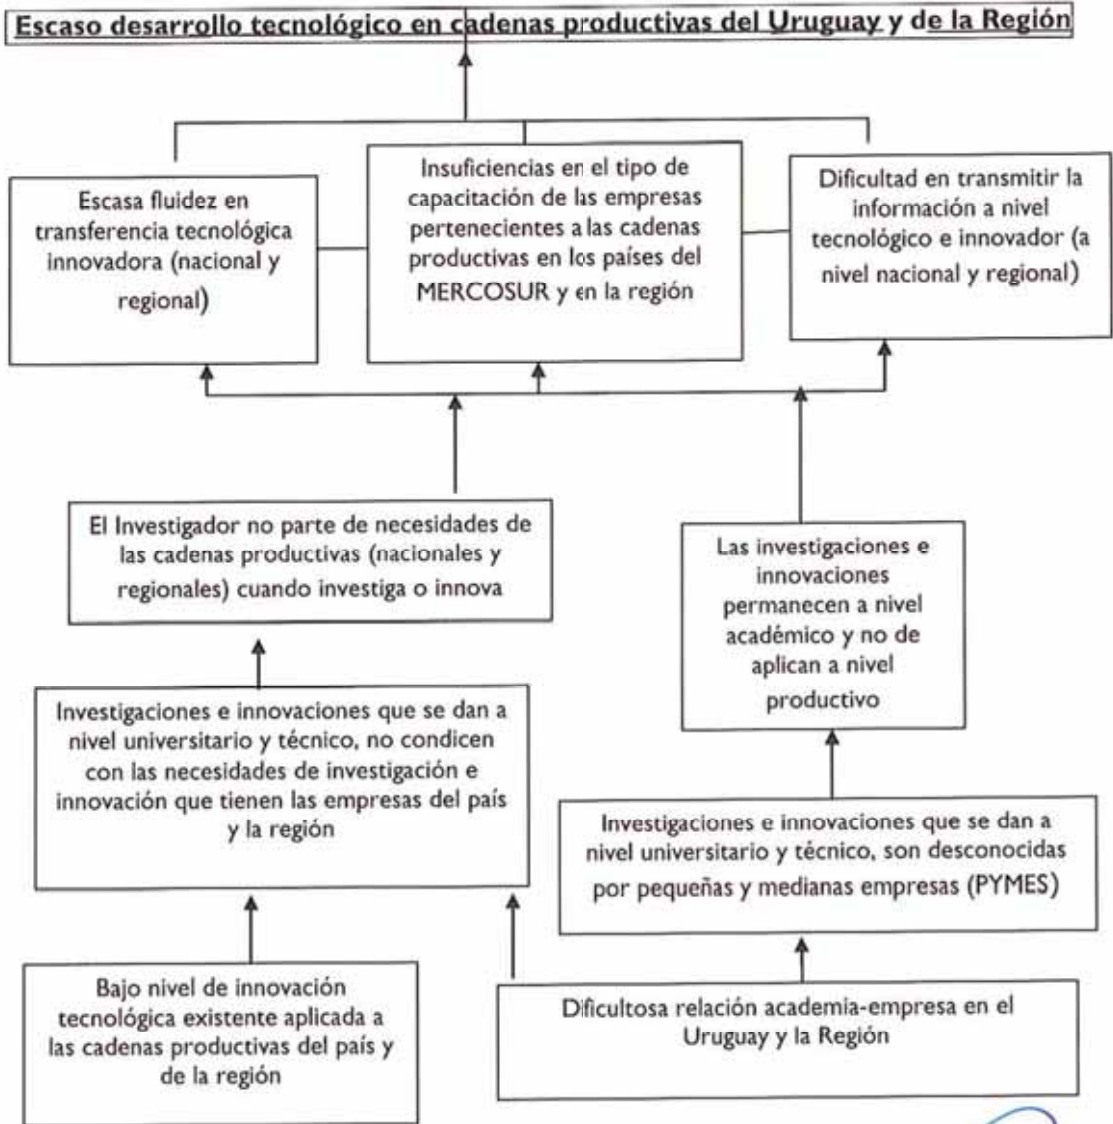 Escaso desarrollo tecnológico en cadenas productivas del Uruguay y de la Región
Escasa fluidez en
transferencia tecnológica
innovadora (nacional y
regional)
Insuficiencias en el tipo de
capacitación de las empresas
pertenecientes a las cadenas
productivas en los países del
MERCOSUR y en la región
Dificultad en transmitir la
información a nivel
tecnológico e innovador (a
nivel nacional y regional)
El Investigador no parte de necesidades de
las cadenas productivas (nacionales y
regionales) cuando investiga o innova
Las investigaciones e
innovaciones
permanecen a nivel
académico y no de
aplican a nivel
productivo
Investigaciones e innovaciones que se dan a
nivel universitario y técnico, no condicen
con las necesidades de investigación e
innovación que tienen las empresas del país
y la región
Investigaciones e innovaciones que se dan a
nivel universitario y técnico, son desconocidas
por pequeñas y medianas empresas (PYMES)
Bajo nivel de innovación
tecnológica existente aplicada a
las cadenas productivas del país y
de la región
Dificultosa relación academia-empresa en el
Uruguay y la Región